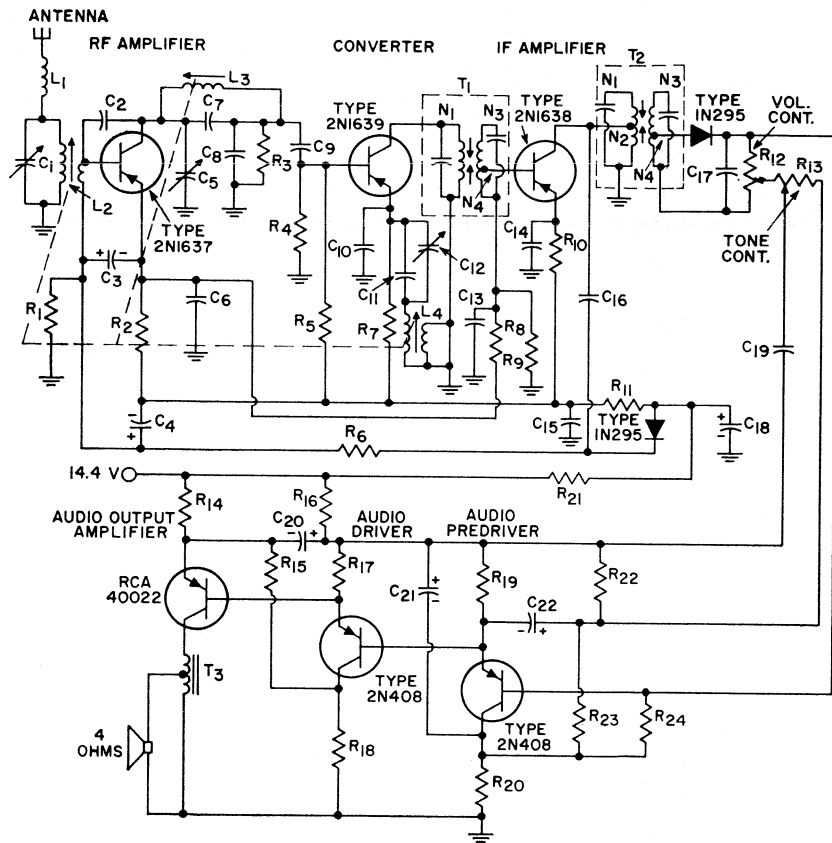 ANTENNA
RF AMPLIFIER
CONVERTER
IF AMPLIFIER
T2
L1
L3
T1
N1
N3
TYPE
1N295
VOL.
CONT.
C2
C7
TYPE
2N1639
N1
N3
TYPE
2N1638
N2
N4
C1
L2
C8
R3
C9
C5
N4
C17
R12
R13
TYPE
2N1637
R4
C10
C12
C14
R10
TONE
CONT.
C3
C6
C11
C13
C16
R1
R2
R5
R7
L4
R8
R9
C19
C4
R6
C15
R11
TYPE
1N295
C18
14.4 V
R14
R16
R21
AUDIO OUTPUT
AMPLIFIER
C20
- +
AUDIO
DRIVER
AUDIO
PREDRIVER
RCA
40022
R15
R17
C21
R19
R22
C22
- +
T3
TYPE
2N408
TYPE
2N408
R23
R24
4
OHMS
R18
R20